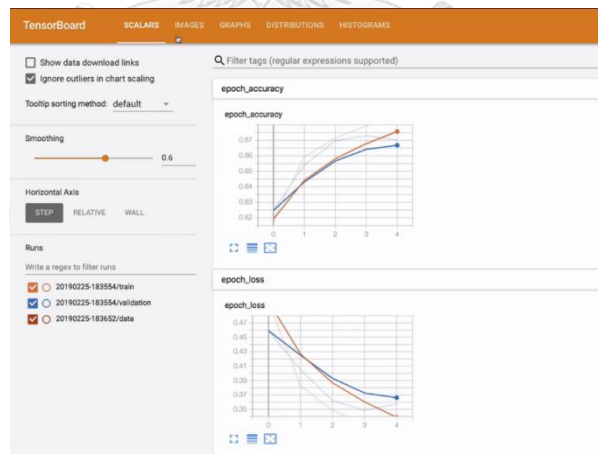 TensorBoard SCALARS IMAGES GRAPHS DISTRIBUTIONS HISTOGRAMS
Show data download links
Ignore outliers in chart scaling
Tooltip sorting method: default
Smoothing
0.6
Horizontal Axis
STEP RELATIVE WALL
Runs
Write a regex to filter runs
20190225-183554/train
20190225-183554/validation
20190225-183652/data
Filter tags (regular expressions supported)
epoch_accuracy
epoch_accuracy
0.87
0.86
0.85
0.84
0.83
0.82
0 1 2 3 4
epoch_loss
epoch_loss
0.47
0.45
0.43
0.41
0.39
0.37
0.35
0 1 2 3 4